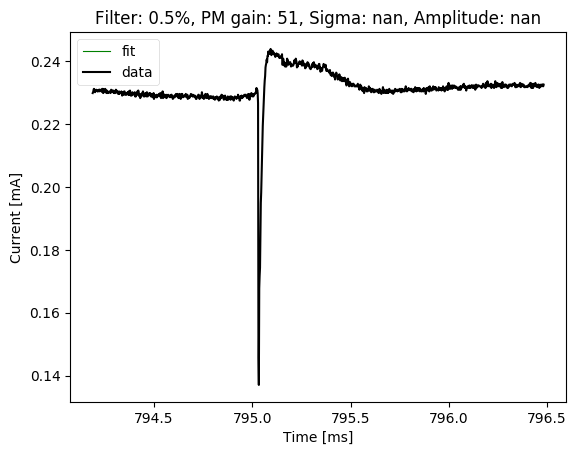 Filter: 0.5%, PM gain: 51, Sigma: nan, Amplitude: nan
fit
data
0.24
0.22
0.20
0.18
0.16
0.14
Current [mA]
794.5
795.0
795.5
796.0
796.5
Time [ms]